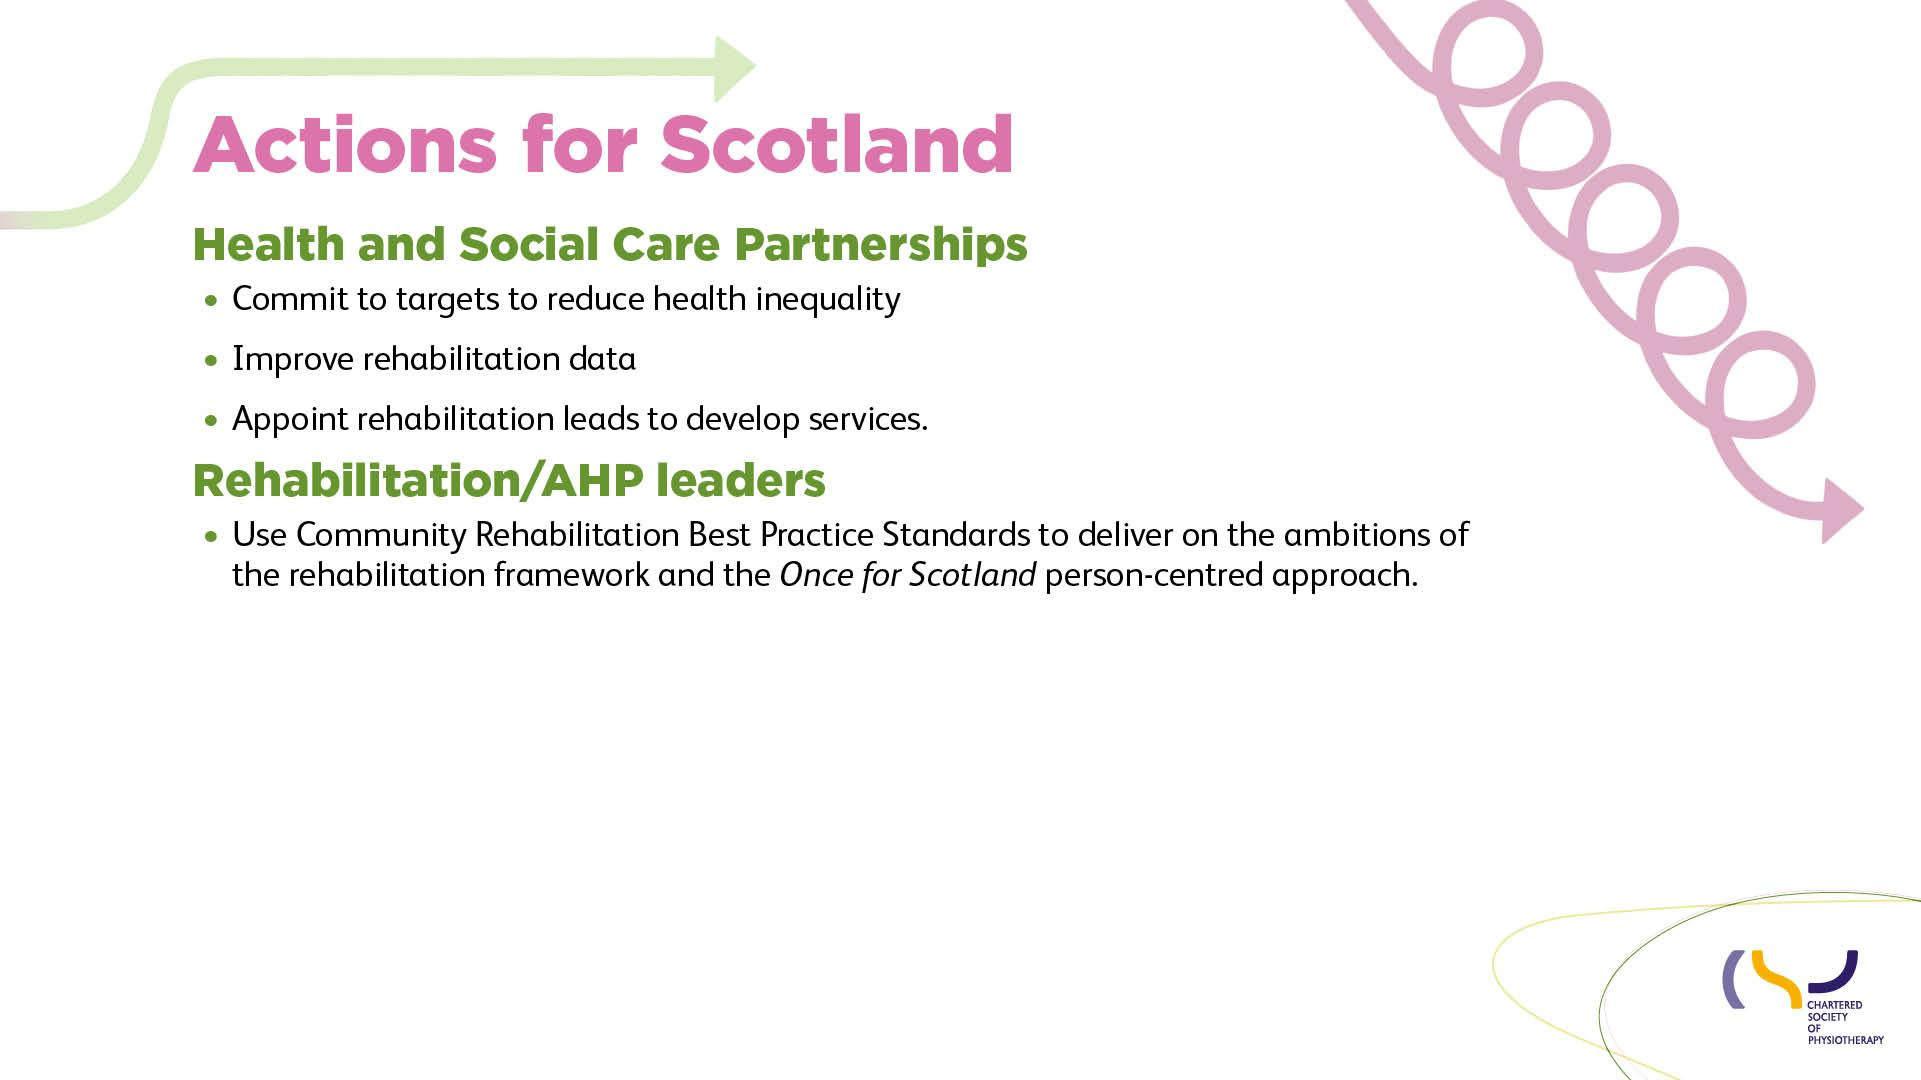 Actions for Scotland
Health and Social Care Partnerships
• Commit to targets to reduce health inequality
• Improve rehabilitation data
• Appoint rehabilitation leads to develop services.
Rehabilitation/AHP leaders
• Use Community Rehabilitation Best Practice Standards to deliver on the ambitions of
the rehabilitation framework and the Once for Scotland person-centred approach.
CHARTERED
SOCIETY
OF
PHYSIOTHERAPY